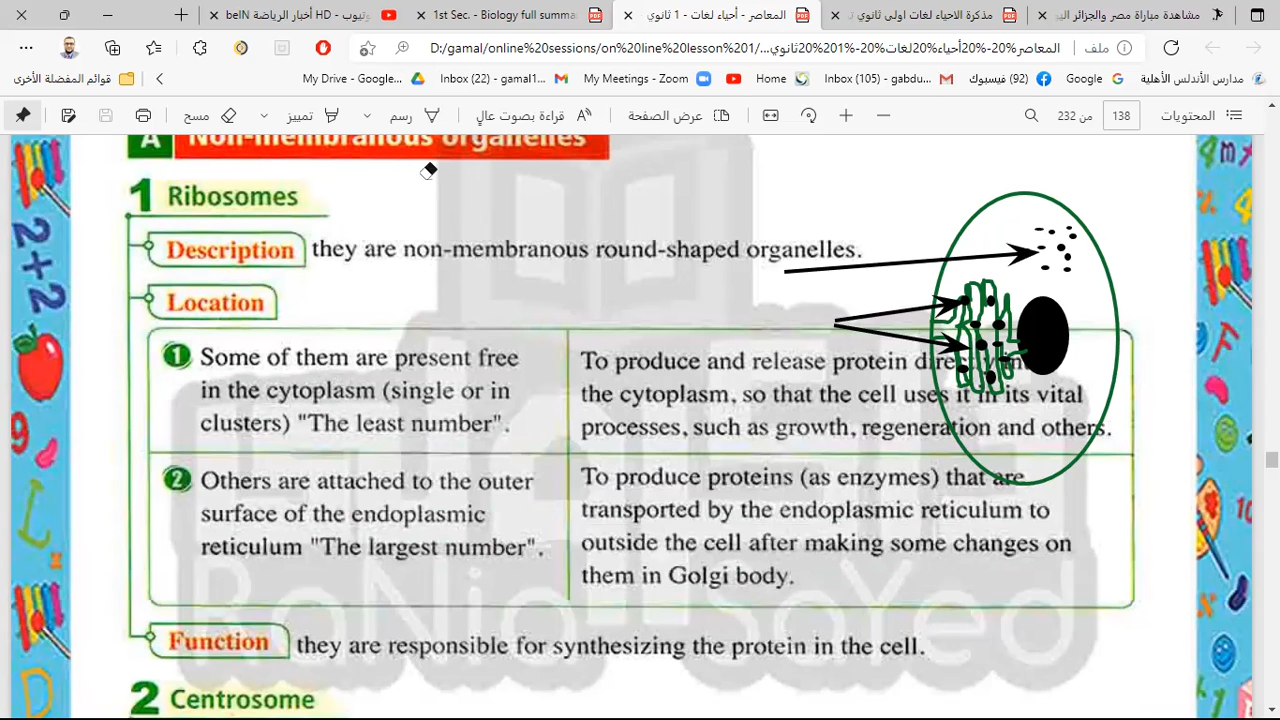 يوتيوب - HD أخبار الرياضة beIN
1st Sec. - Biology full summa
المعاصر - أحياء لغات - 1 ثانوي
مذكرة الاحياء لغات اولى ثانوي
مشاهدة مباراة مصر والجزائر
D:/gamal/online%20sessions/on%20line%20lesson%201/...المعاصر%20-%20أحياء%20لغات%20-%201%20ثانوي
ملف
قوائم المفضلة الأخرى
My Drive - Google...
Inbox (22) - gamal1...
My Meetings - Zoom
Home
Inbox (105) - gabdu...
(92) فيسبوك
Google
مدارس الأندلس الأهلية
مسح
تمييز
رسم
قراءة بصوت عالٍ
عرض الصفحة
من 232
138
المحتويات
A Non-membranous organelles
1 Ribosomes
Description they are non-membranous round-shaped organelles.
Location
1 Some of them are present free
in the cytoplasm (single or in
clusters) "The least number".
To produce and release protein
the cytoplasm, so that the cell uses it in its vital
processes, such as growth, regeneration and others.
2 Others are attached to the outer
surface of the endoplasmic
reticulum "The largest number".
To produce proteins (as enzymes) that are
transported by the endoplasmic reticulum to
outside the cell after making some changes on
them in Golgi body.
Function they are responsible for synthesizing the protein in the cell.
2 Centrosome